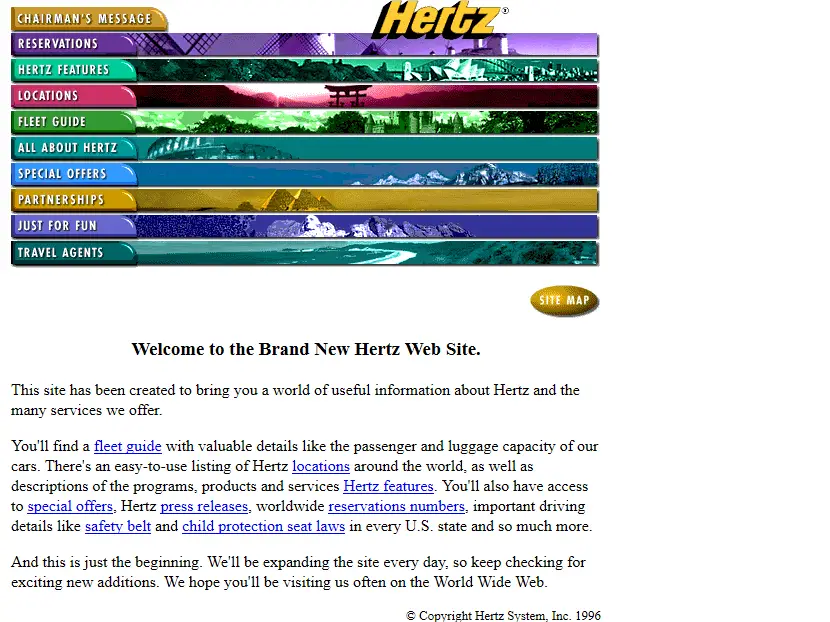 CHAIRMAN'S MESSAGE
Hertz®
RESERVATIONS
HERTZ FEATURES
LOCATIONS
FLEET GUIDE
ALL ABOUT HERTZ
SPECIAL OFFERS
PARTNERSHIPS
JUST FOR FUN
TRAVEL AGENTS
SITE MAP
Welcome to the Brand New Hertz Web Site.
This site has been created to bring you a world of useful information about Hertz and the
many services we offer.
You'll find a fleet guide with valuable details like the passenger and luggage capacity of our
cars. There's an easy-to-use listing of Hertz locations around the world, as well as
descriptions of the programs, products and services Hertz features. You'll also have access
to special offers, Hertz press releases, worldwide reservations numbers, important driving
details like safety belt and child protection seat laws in every U.S. state and so much more.
And this is just the beginning. We'll be expanding the site every day, so keep checking for
exciting new additions. We hope you'll be visiting us often on the World Wide Web.
© Copyright Hertz System, Inc. 1996